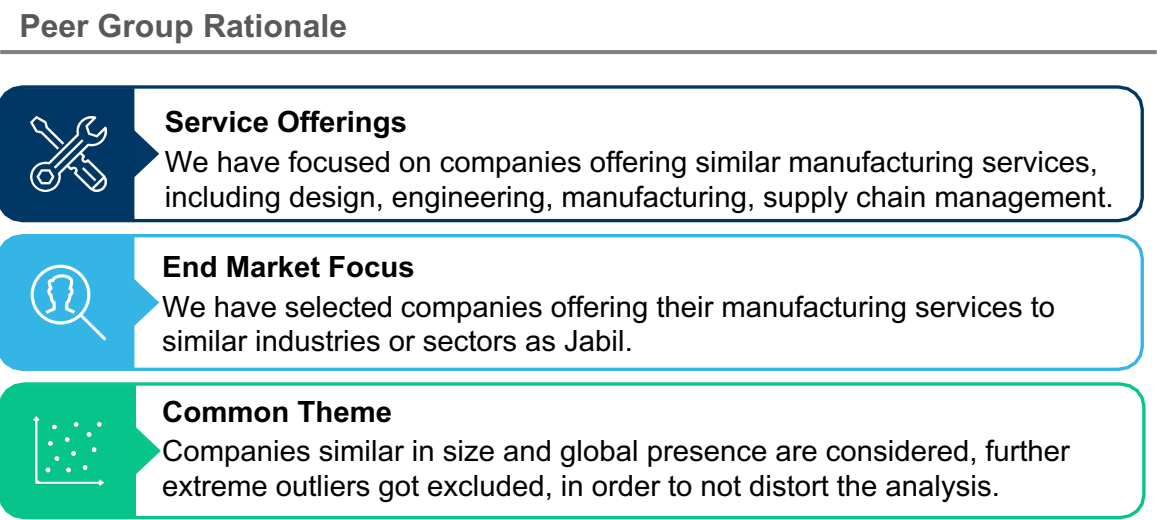 Peer Group Rationale
Service Offerings
We have focused on companies offering similar manufacturing services,
including design, engineering, manufacturing, supply chain management.
End Market Focus
We have selected companies offering their manufacturing services to
similar industries or sectors as Jabil.
Common Theme
Companies similar in size and global presence are considered, further
extreme outliers got excluded, in order to not distort the analysis.